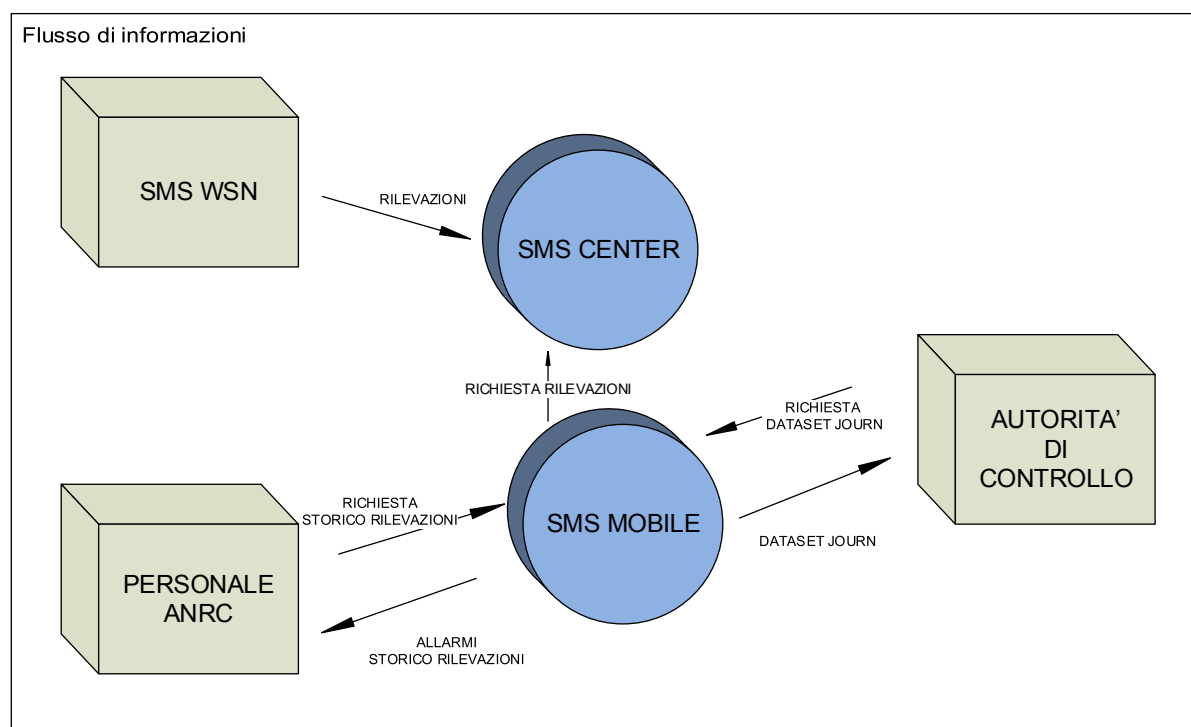 Flusso di informazioni
SMS WSN
RILEVAZIONI
SMS CENTER
RICHIESTA RILEVAZIONI
RICHIESTA
DATASET JOURN
AUTORITA’
DI
CONTROLLO
RICHIESTA
STORICO RILEVAZIONI
SMS MOBILE
DATASET JOURN
PERSONALE
ANRC
ALLARMI
STORICO RILEVAZIONI